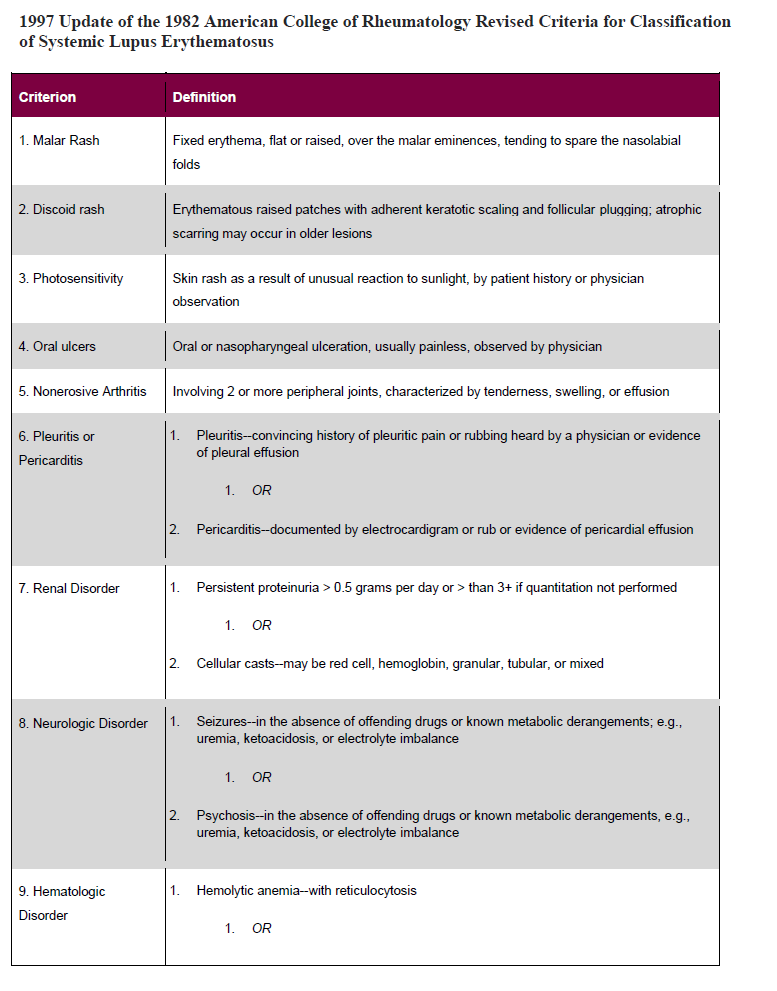 1997 Update of the 1982 American College of Rheumatology Revised Criteria for Classification
of Systemic Lupus Erythematosus
Criterion Definition
1. Malar Rash Fixed erythema, flat or raised, over the malar eminences, tending to spare the nasolabial
folds
2. Discoid rash Erythematous raised patches with adherent keratotic scaling and follicular plugging; atrophic
scarring may occur in older lesions
3. Photosensitivity Skin rash as a result of unusual reaction to sunlight, by patient history or physician
observation
4. Oral ulcers Oral or nasopharyngeal ulceration, usually painless, observed by physician
5. Nonerosive Arthritis Involving 2 or more peripheral joints, characterized by tenderness, swelling, or effusion
6. Pleuritis or 1. Pleuritis--convincing history of pleuritic pain or rubbing heard by a physician or evidence
Pericarditis of pleural effusion
1. OR
2. Pericarditis--documented by electrocardigram or rub or evidence of pericardial effusion
7. Renal Disorder 1. Persistent proteinuria > 0.5 grams per day or > than 3+ if quantitation not performed
1. OR
2. Cellular casts--may be red cell, hemoglobin, granular, tubular, or mixed
8. Neurologic Disorder 1. Seizures--in the absence of offending drugs or known metabolic derangements; e.g.,
uremia, ketoacidosis, or electrolyte imbalance
1. OR
2. Psychosis--in the absence of offending drugs or known metabolic derangements, e.g.,
uremia, ketoacidosis, or electrolyte imbalance
9. Hematologic 1. Hemolytic anemia--with reticulocytosis
Disorder
1. OR